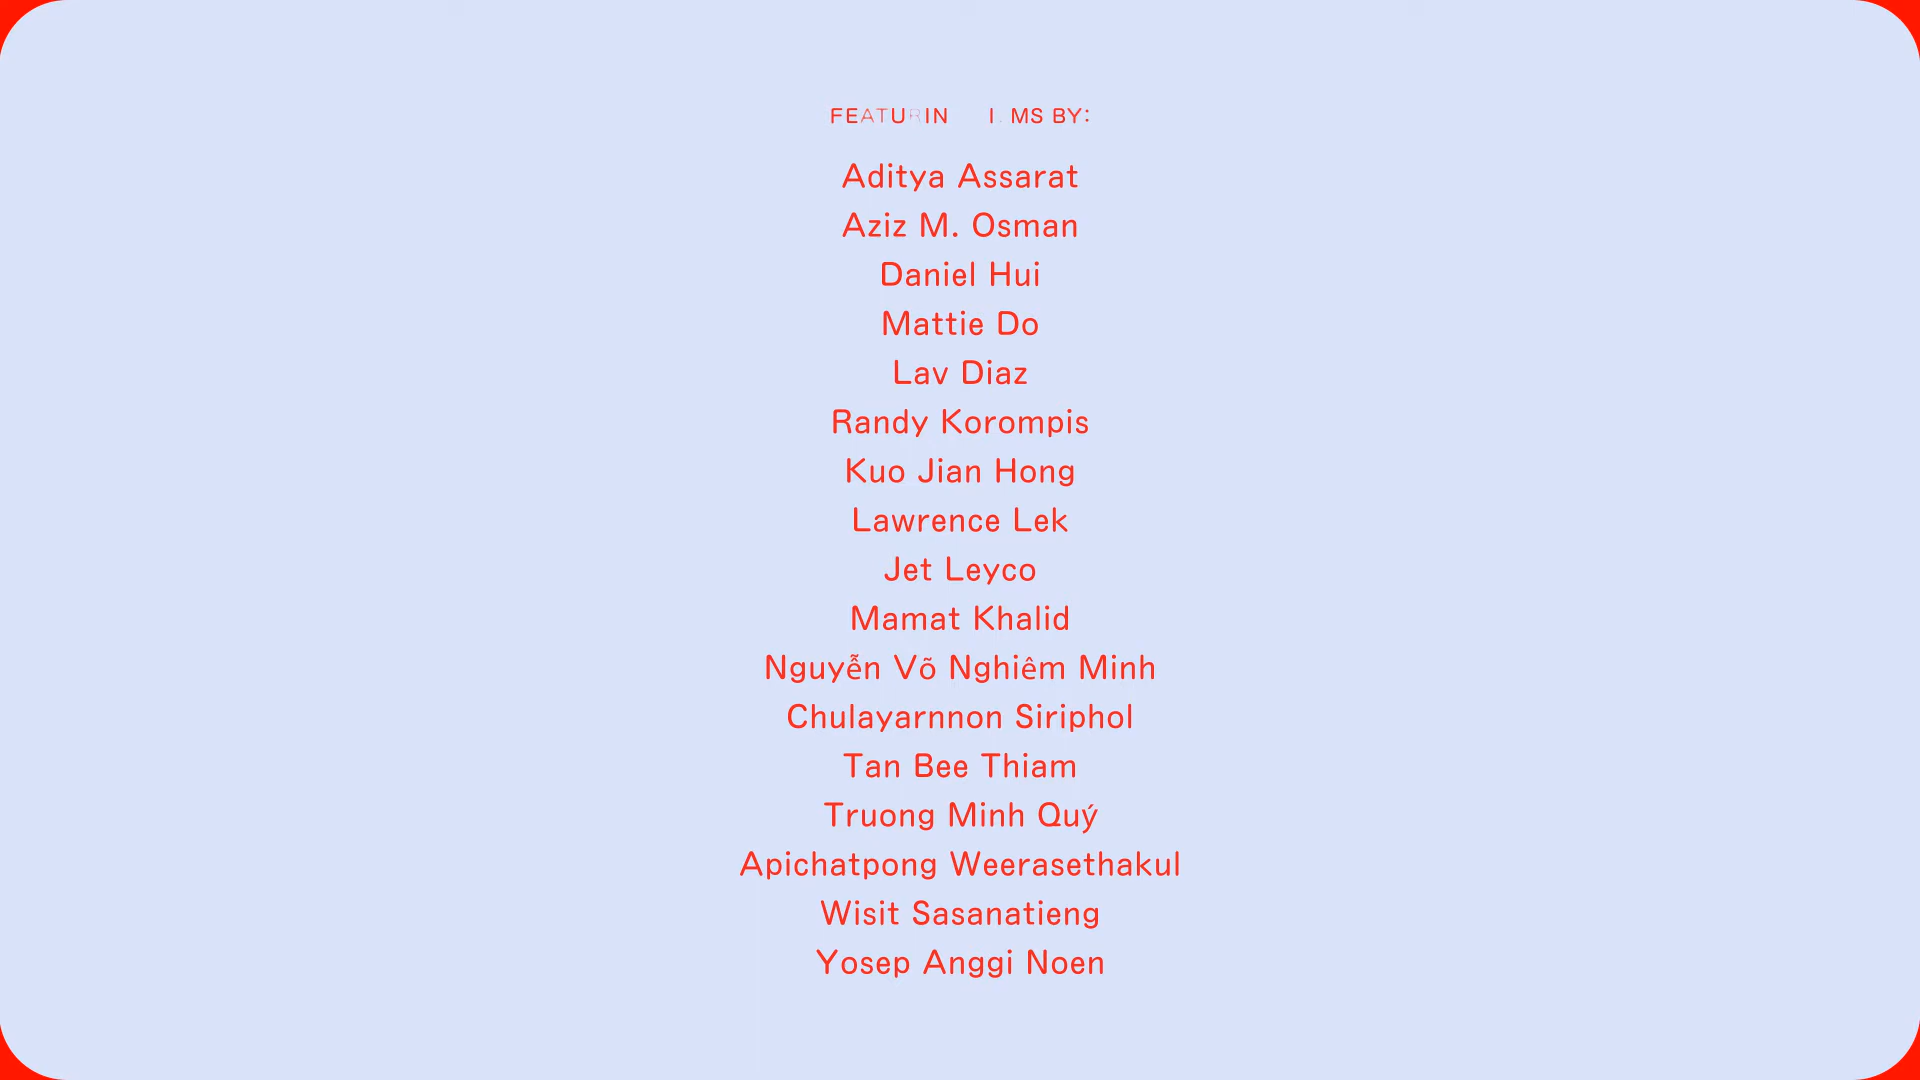 FEATURIN I MS BY:
Aditya Assarat
Aziz M. Osman
Daniel Hui
Mattie Do
Lav Diaz
Randy Korompis
Kuo Jian Hong
Lawrence Lek
Jet Leyco
Mamat Khalid
Nguyễn Võ Nghiêm Minh
Chulayarnnon Siriphol
Tan Bee Thiam
Truong Minh Quý
Apichatpong Weerasethakul
Wisit Sasanatieng
Yosep Anggi Noen